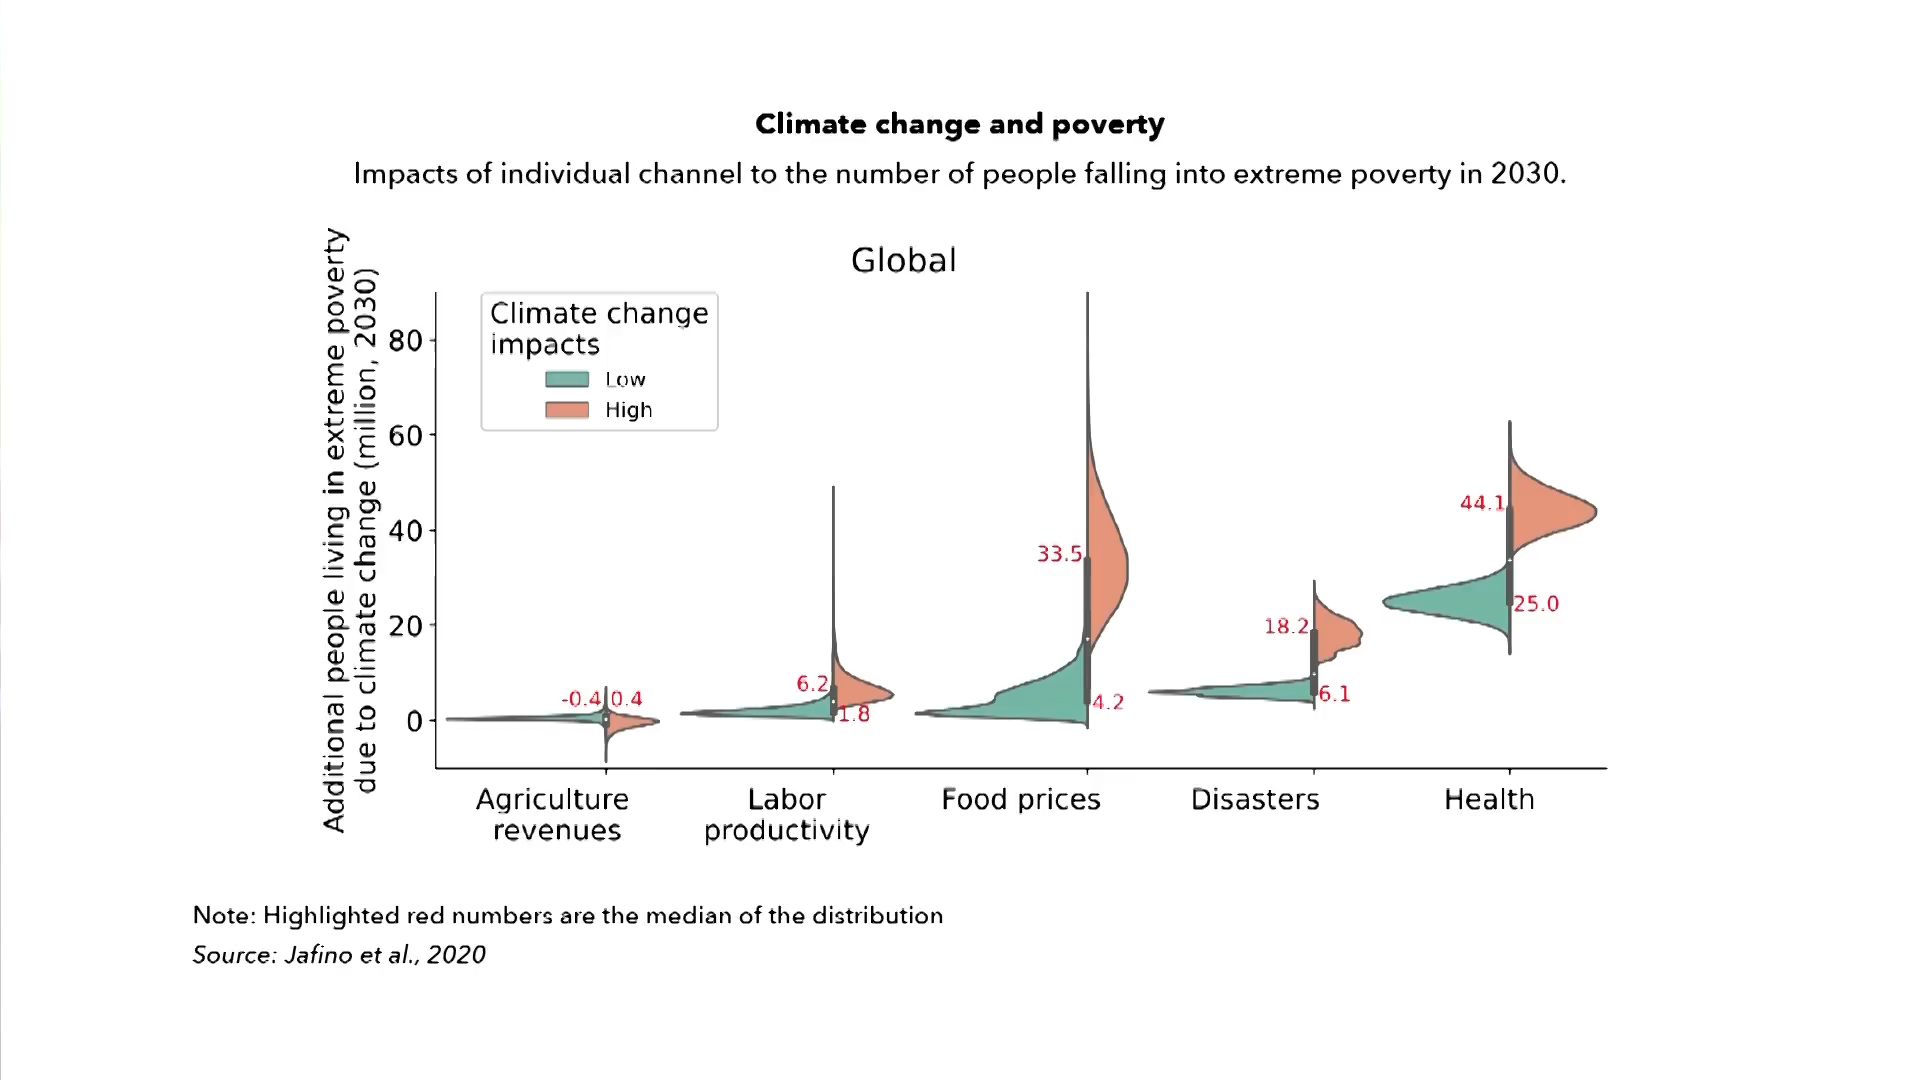 Climate change and poverty
Impacts of individual channel to the number of people falling into extreme poverty in 2030.
Global
Additional people living in extreme poverty
due to climate change (million, 2030)
Climate change
impacts
Low
High
80
60
40
20
0
-0.4 0.4
6.2
1.8
33.5
4.2
18.2
6.1
44.1
25.0
Agriculture
revenues
Labor
productivity
Food prices
Disasters
Health
Note: Highlighted red numbers are the median of the distribution
Source: Jafino et al., 2020